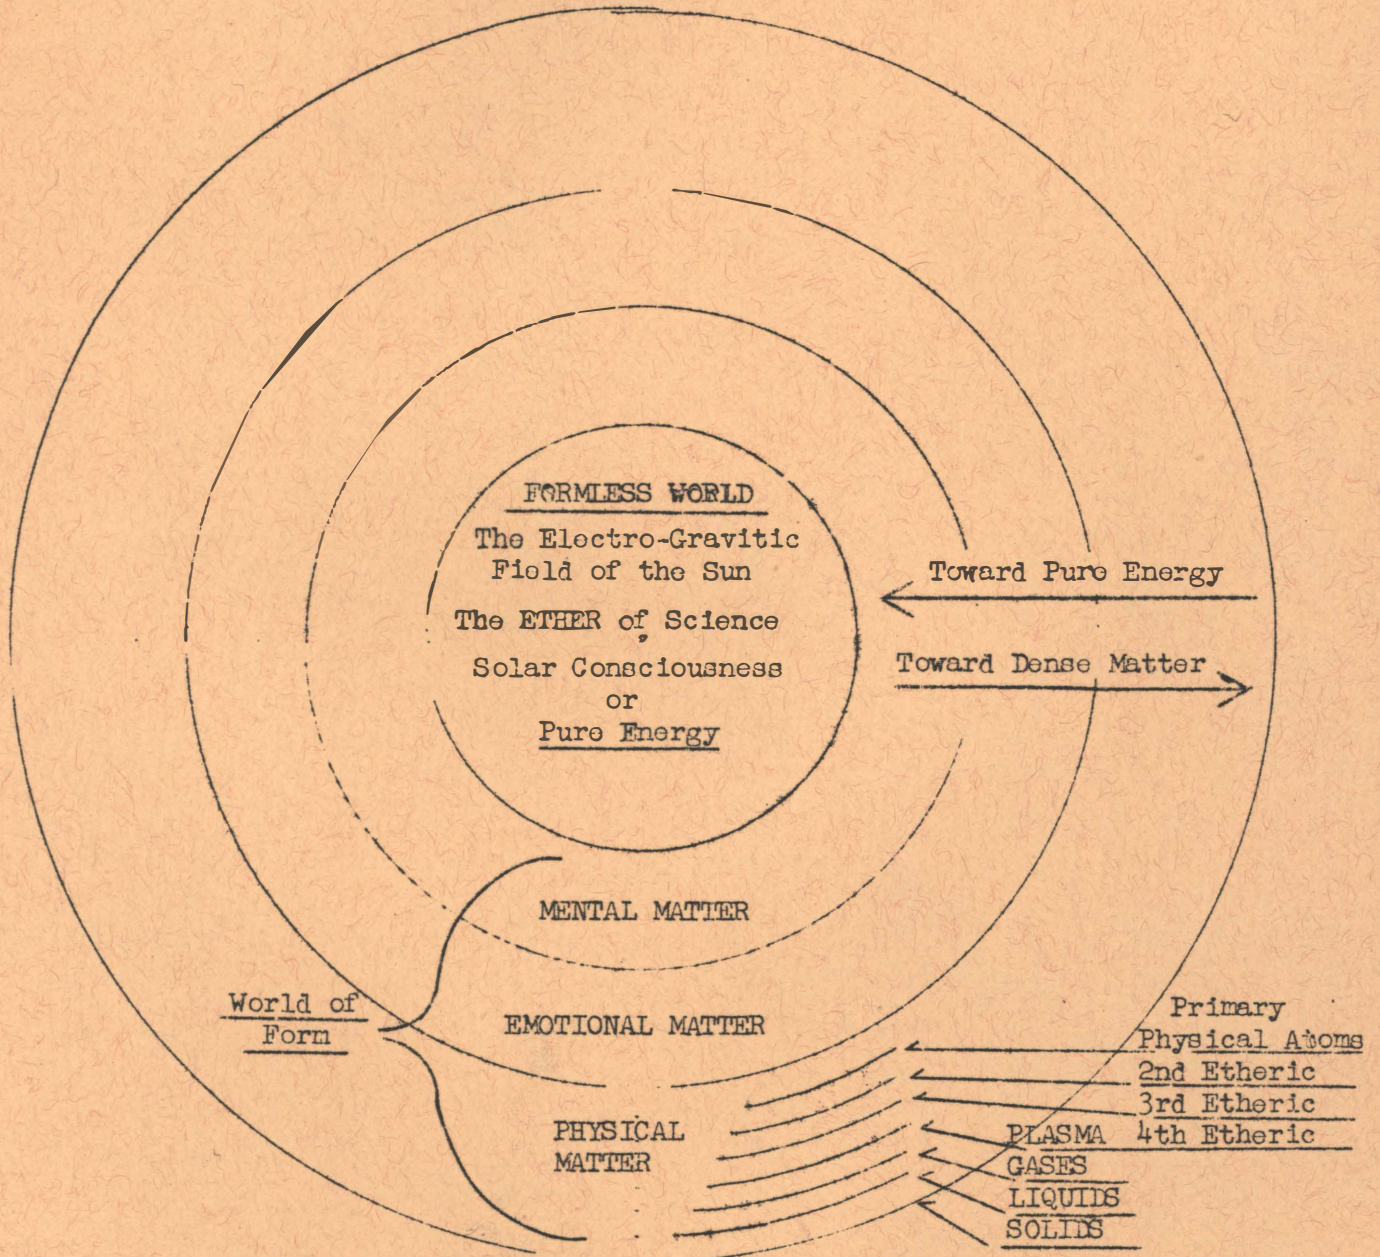 FORMLESS WORLD
The Electro-Gravitic
Field of the Sun
The ETHER of Science
Solar Consciousness
or
Pure Energy
Toward Pure Energy
Toward Dense Matter
MENTAL MATTER
World of
Form
EMOTIONAL MATTER
PHYSICAL
MATTER
Primary
Physical Atoms
2nd Etheric
3rd Etheric
PLASMA 4th Etheric
GASES
LIQUIDS
SOLIDS